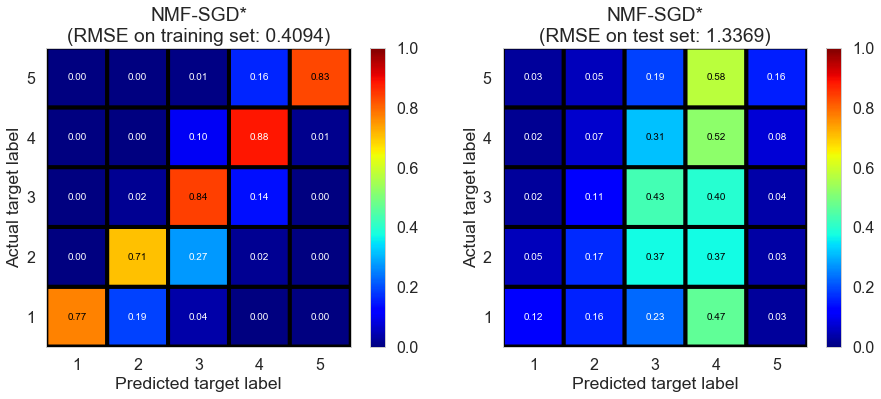 NMF-SGD*
(RMSE on training set: 0.4094)
Actual target label
5 0.00 0.00 0.01 0.16 0.83
4 0.00 0.00 0.10 0.88 0.01
3 0.00 0.02 0.84 0.14 0.00
2 0.00 0.71 0.27 0.02 0.00
1 0.77 0.19 0.04 0.00 0.00
1 2 3 4 5
Predicted target label
1.0
0.8
0.6
0.4
0.2
0.0
NMF-SGD*
(RMSE on test set: 1.3369)
Actual target label
5 0.03 0.05 0.19 0.58 0.16
4 0.02 0.07 0.31 0.52 0.08
3 0.02 0.11 0.43 0.40 0.04
2 0.05 0.17 0.37 0.37 0.03
1 0.12 0.16 0.23 0.47 0.03
1 2 3 4 5
Predicted target label
1.0
0.8
0.6
0.4
0.2
0.0